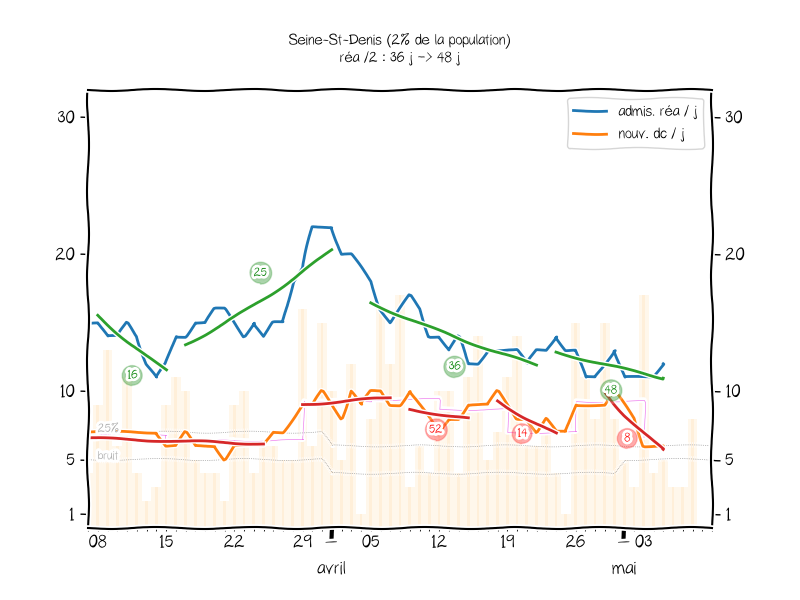 Seine-St-Denis (2% de la population)
réa /2 : 36 j -> 48 j
admis. réa / j
nouv. dc / j
30
30
20
20
10
10
5
5
1
1
25
16
36
48
52
14
8
25%
bruit
08 15 22 29 05 12 19 26 03
avril mai